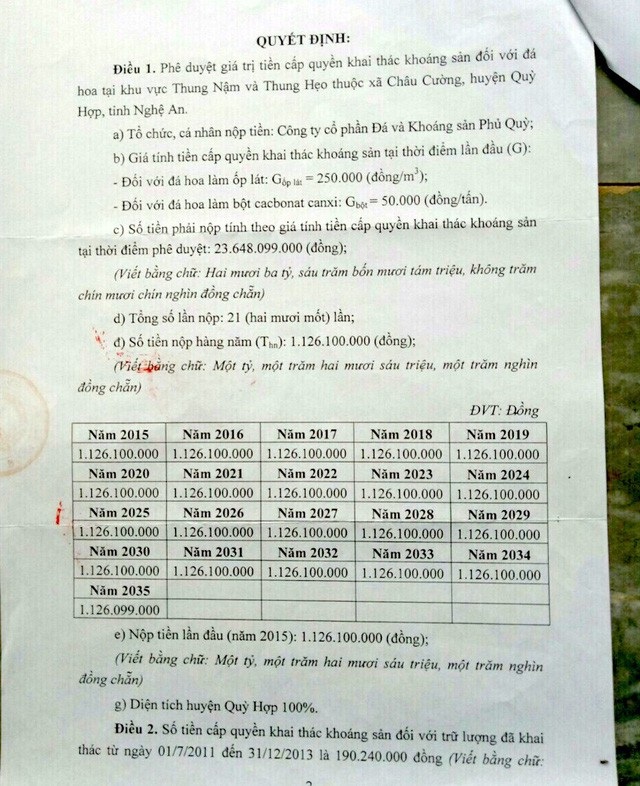 QUYẾT ĐỊNH:
Điều 1. Phê duyệt giá trị tiền cấp quyền khai thác khoáng sản đối với đá
hoa tại khu vực Thung Nậm và Thung Hẹo thuộc xã Châu Cường, huyện Quỳ
Hợp, tỉnh Nghệ An.
a) Tổ chức, cá nhân nộp tiền: Công ty cổ phần Đá và Khoáng sản Phủ Quỳ;
b) Giá tính tiền cấp quyền khai thác khoáng sản tại thời điểm lần đầu (G):
- Đối với đá hoa làm ốp lát: Gốp lát = 250.000 (đồng/m³);
- Đối với đá hoa làm bột cacbonat canxi: Gbột = 50.000 (đồng/tấn).
c) Số tiền phải nộp tính theo giá tính tiền cấp quyền khai thác khoáng sản
tại thời điểm phê duyệt: 23.648.099.000 (đồng);
(Viết bằng chữ: Hai mươi ba tỷ, sáu trăm bốn mươi tám triệu, không trăm
chín mươi chín nghìn đồng chẵn)
d) Tổng số lần nộp: 21 (hai mươi mốt) lần;
đ) Số tiền nộp hàng năm (Thn): 1.126.100.000 (đồng);
(Viết bằng chữ: Một tỷ, một trăm hai mươi sáu triệu, một trăm nghìn
đồng chẵn)
ĐVT: Đồng
Năm 2015 Năm 2016 Năm 2017 Năm 2018 Năm 2019
1.126.100.000 1.126.100.000 1.126.100.000 1.126.100.000 1.126.100.000
Năm 2020 Năm 2021 Năm 2022 Năm 2023 Năm 2024
1.126.100.000 1.126.100.000 1.126.100.000 1.126.100.000 1.126.100.000
Năm 2025 Năm 2026 Năm 2027 Năm 2028 Năm 2029
1.126.100.000 1.126.100.000 1.126.100.000 1.126.100.000 1.126.100.000
Năm 2030 Năm 2031 Năm 2032 Năm 2033 Năm 2034
1.126.100.000 1.126.100.000 1.126.100.000 1.126.100.000 1.126.100.000
Năm 2035
1.126.099.000
e) Nộp tiền lần đầu (năm 2015): 1.126.100.000 (đồng);
(Viết bằng chữ: Một tỷ, một trăm hai mươi sáu triệu, một trăm nghìn
đồng chẵn)
g) Diện tích huyện Quỳ Hợp 100%.
Điều 2. Số tiền cấp quyền khai thác khoáng sản đối với trữ lượng đã khai
thác từ ngày 01/7/2011 đến 31/12/2013 là 190.240.000 đồng (Viết bằng chữ: